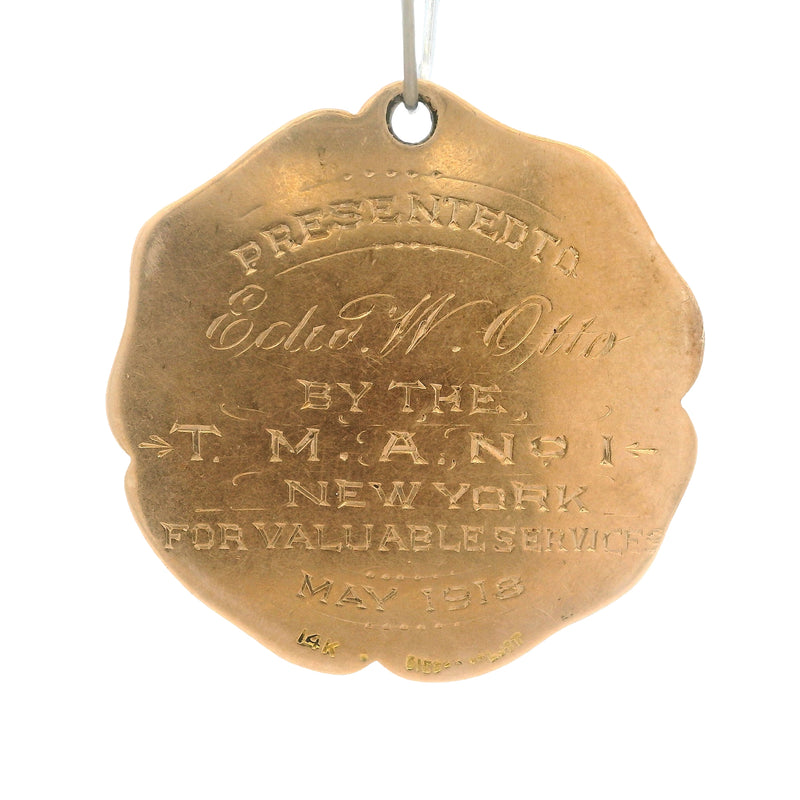 PRESENTED TO
Edw. W. Otto
BY THE
T. M. A. No 1
NEW YORK
FOR VALUABLE SERVICES
MAY 1918
14K